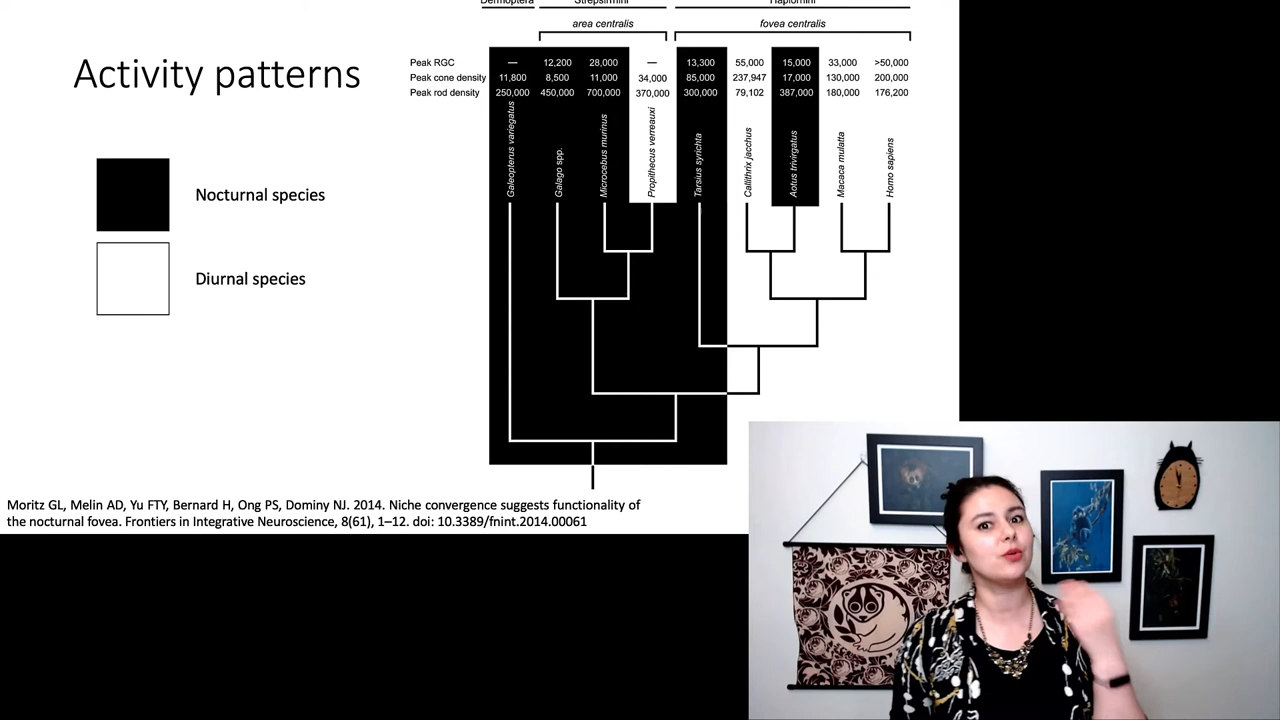 Dermoptera Strepsirhini Haplorhini
area centralis fovea centralis
Activity patterns
Peak RGC — 12,200 28,000 — 13,300 55,000 15,000 33,000 >50,000
Peak cone density 11,800 8,500 11,000 34,000 85,000 237,947 17,000 130,000 200,000
Peak rod density 250,000 450,000 700,000 370,000 300,000 79,102 387,000 180,000 176,200
Galeopterus variegatus
Galago spp.
Microcebus murinus
Propithecus verreauxi
Tarsius syrichta
Callithrix jacchus
Aotus trivirgatus
Macaca mulatta
Homo sapiens
Nocturnal species
Diurnal species
Moritz GL, Melin AD, Yu FTY, Bernard H, Ong PS, Dominy NJ. 2014. Niche convergence suggests functionality of
the nocturnal fovea. Frontiers in Integrative Neuroscience, 8(61), 1–12. doi: 10.3389/fnint.2014.00061